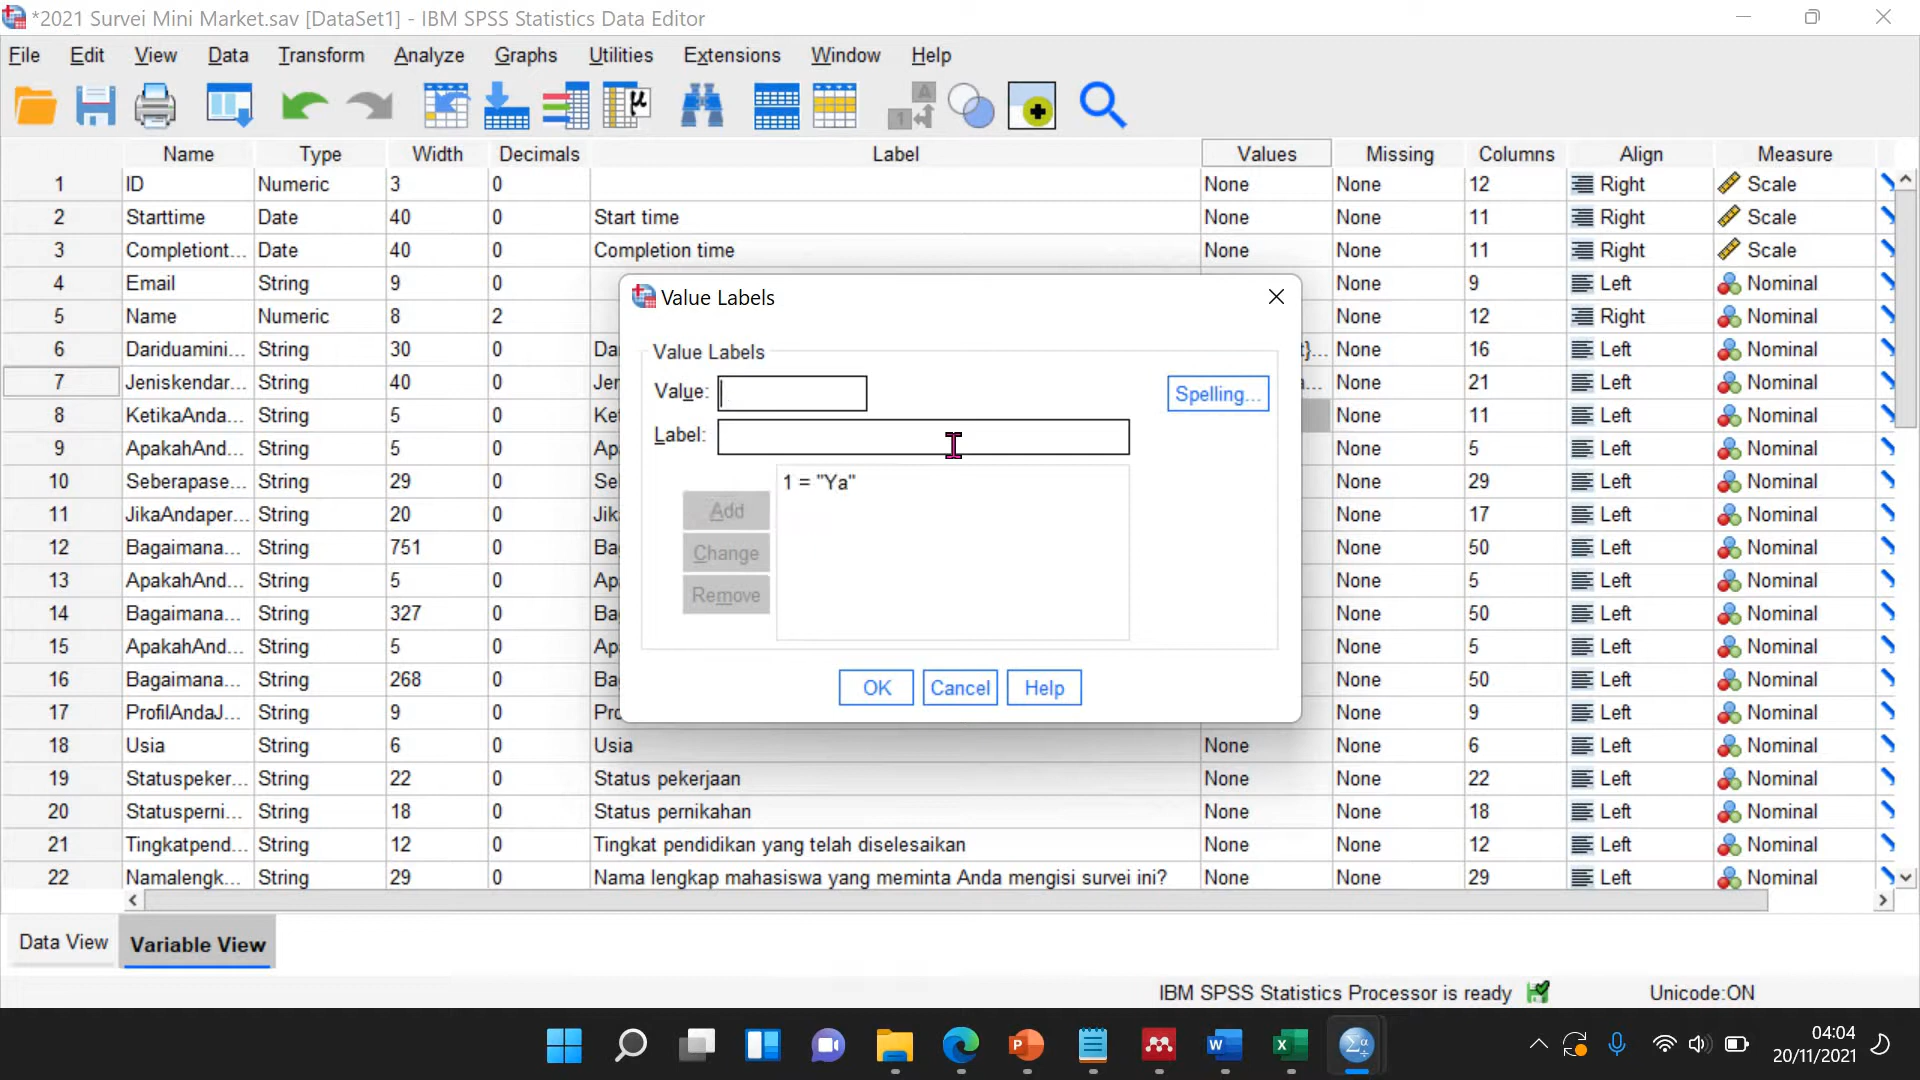 *2021 Survei Mini Market.sav [DataSet1] - IBM SPSS Statistics Data Editor
File Edit View Data Transform Analyze Graphs Utilities Extensions Window Help
Name Type Width Decimals Label Values Missing Columns Align Measure
1 ID Numeric 3 0 None None 12 Right Scale
2 Starttime Date 40 0 Start time None None 11 Right Scale
3 Completiont... Date 40 0 Completion time None None 11 Right Scale
4 Email String 9 0 None 9 Left Nominal
5 Name Numeric 8 2 None 12 Right Nominal
6 Dariduamini... String 30 0 Da t}... None 16 Left Nominal
7 Jeniskendar... String 40 0 Jer a... None 21 Left Nominal
8 KetikaAnda... String 5 0 Ket None 11 Left Nominal
9 ApakahAnd... String 5 0 Ap None 5 Left Nominal
10 Seberapase... String 29 0 Se None 29 Left Nominal
11 JikaAndaper... String 20 0 Jik None 17 Left Nominal
12 Bagaimana... String 751 0 Ba None 50 Left Nominal
13 ApakahAnd... String 5 0 Ap None 5 Left Nominal
14 Bagaimana... String 327 0 Ba None 50 Left Nominal
15 ApakahAnd... String 5 0 Ap None 5 Left Nominal
16 Bagaimana... String 268 0 Ba None 50 Left Nominal
17 ProfilAndaJ... String 9 0 Pro None 9 Left Nominal
18 Usia String 6 0 Usia None None 6 Left Nominal
19 Statuspeker... String 22 0 Status pekerjaan None None 22 Left Nominal
20 Statusperni... String 18 0 Status pernikahan None None 18 Left Nominal
21 Tingkatpend... String 12 0 Tingkat pendidikan yang telah diselesaikan None None 12 Left Nominal
22 Namalengk... String 29 0 Nama lengkap mahasiswa yang meminta Anda mengisi survei ini? None None 29 Left Nominal
Value Labels
Value Labels
Value: Spelling...
Label:
1 = "Ya"
Add
Change
Remove
OK Cancel Help
Data View Variable View
IBM SPSS Statistics Processor is ready Unicode:ON
04:04
20/11/2021